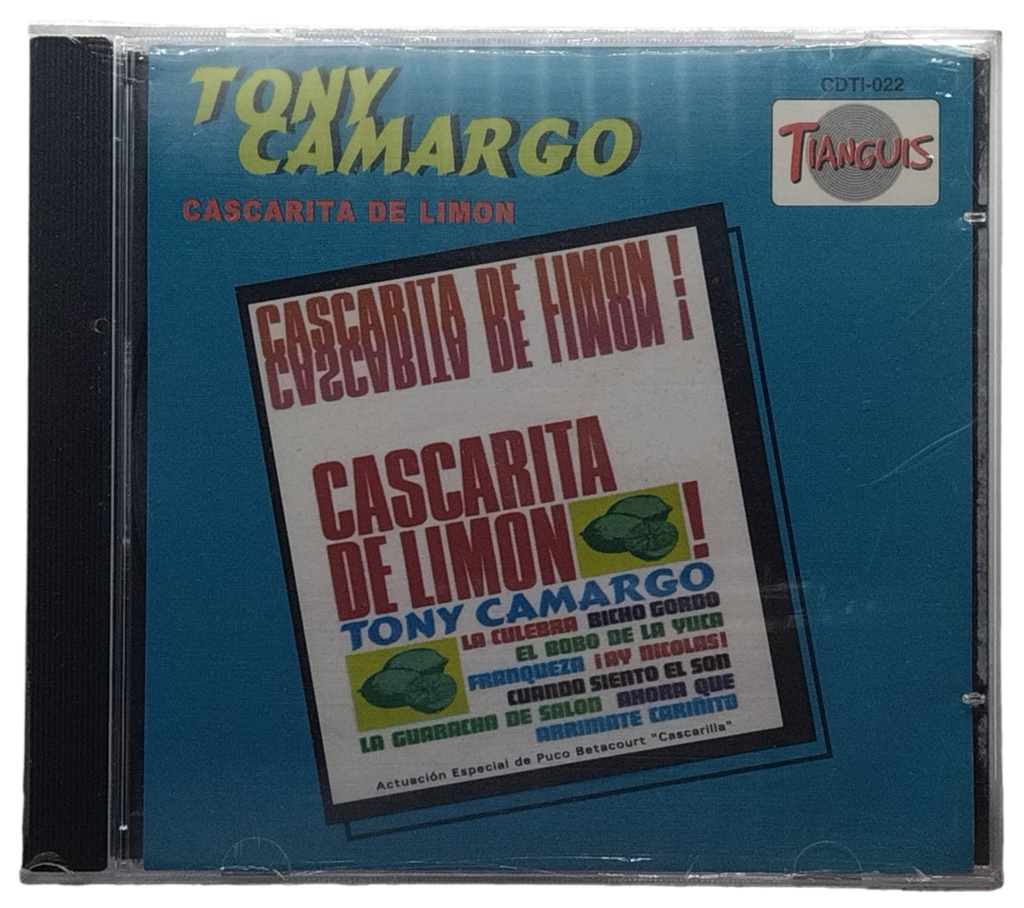 TONY
CAMARGO
CASCARITA DE LIMON
CDTI-022
TIANGUIS
CASCARITA DE LIMON !
CASCARITA DE LIMON !
CASCARITA
DE LIMON !
TONY CAMARGO
LA CULEBRA BICHO GORDO
EL BOBO DE LA YUCA
FRANQUEZA ¡AY NICOLAS!
CUANDO SIENTO EL SON
LA GUARACHA DE SALON AHORA QUE
ARRIMATE CARIÑITO
Actuación Especial de Puco Betacourt "Cascarilla"